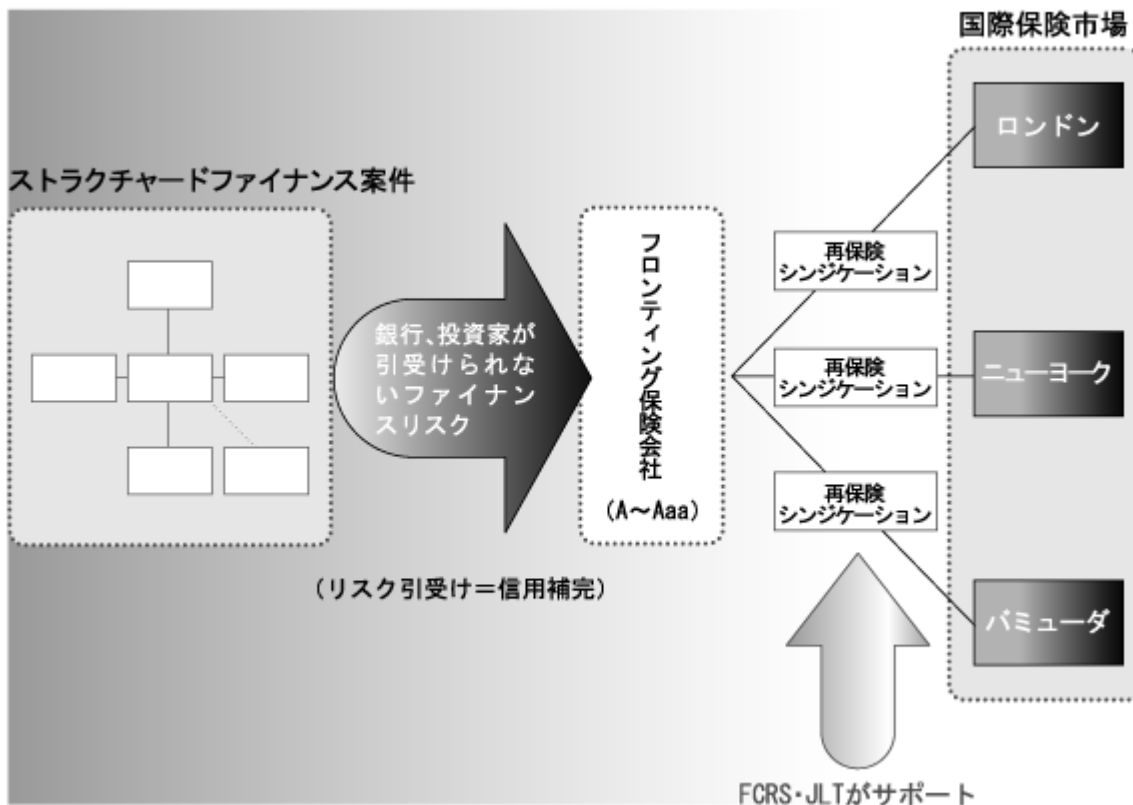 国際保険市場
ロンドン
ストラクチャードファイナンス案件
フロンティング保険会社
(A～Aaa)
再保険
シンジケーション
銀行、投資家が
引受けられな
いファイナン
スリスク
再保険
シンジケーション
ニューヨーク
再保険
シンジケーション
(リスク引受け＝信用補完)
バミューダ
FCRS・JLTがサポート